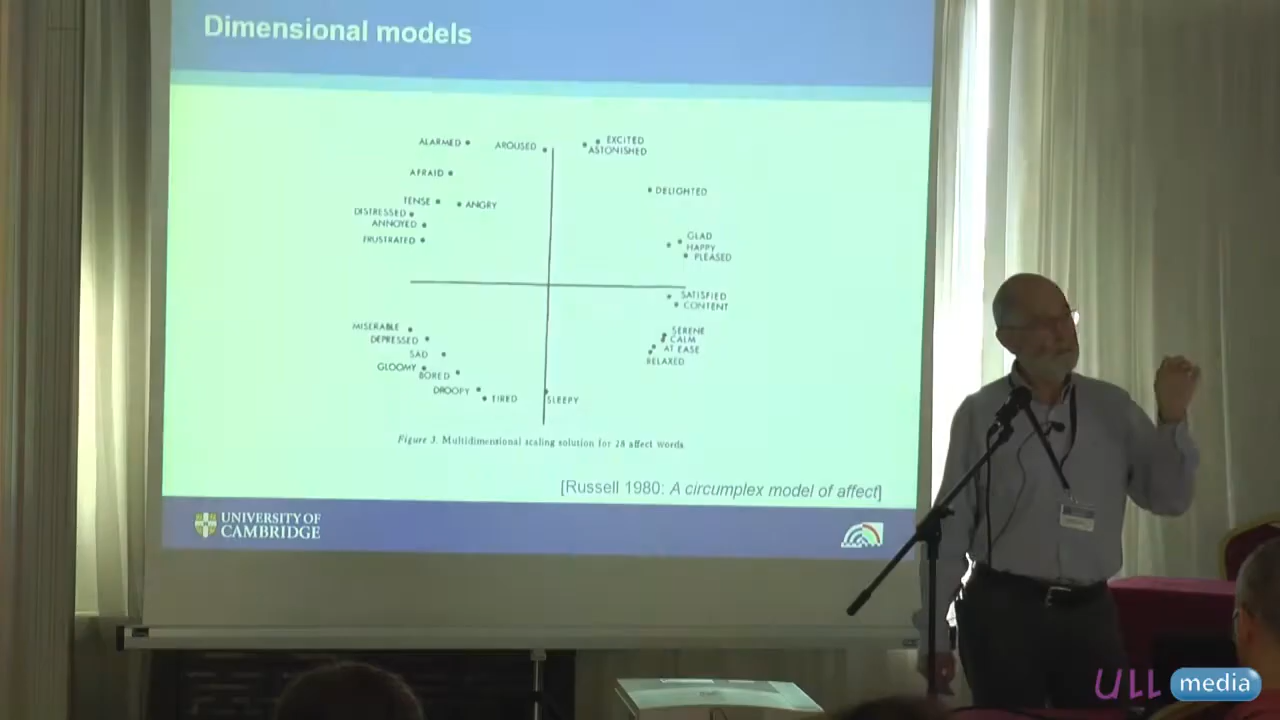 Dimensional models
ALARMED
AROUSED
EXCITED
ASTONISHED
AFRAID
DELIGHTED
TENSE
ANGRY
DISTRESSED
ANNOYED
FRUSTRATED
GLAD
HAPPY
PLEASED
SATISFIED
CONTENT
MISERABLE
DEPRESSED
SAD
GLOOMY
BORED
DROOPY
TIRED
SLEEPY
SERENE
CALM
AT EASE
RELAXED
Figure 3. Multidimensional scaling solution for 28 affect words
[Russell 1980: A circumplex model of affect]
UNIVERSITY OF
CAMBRIDGE
ULL media